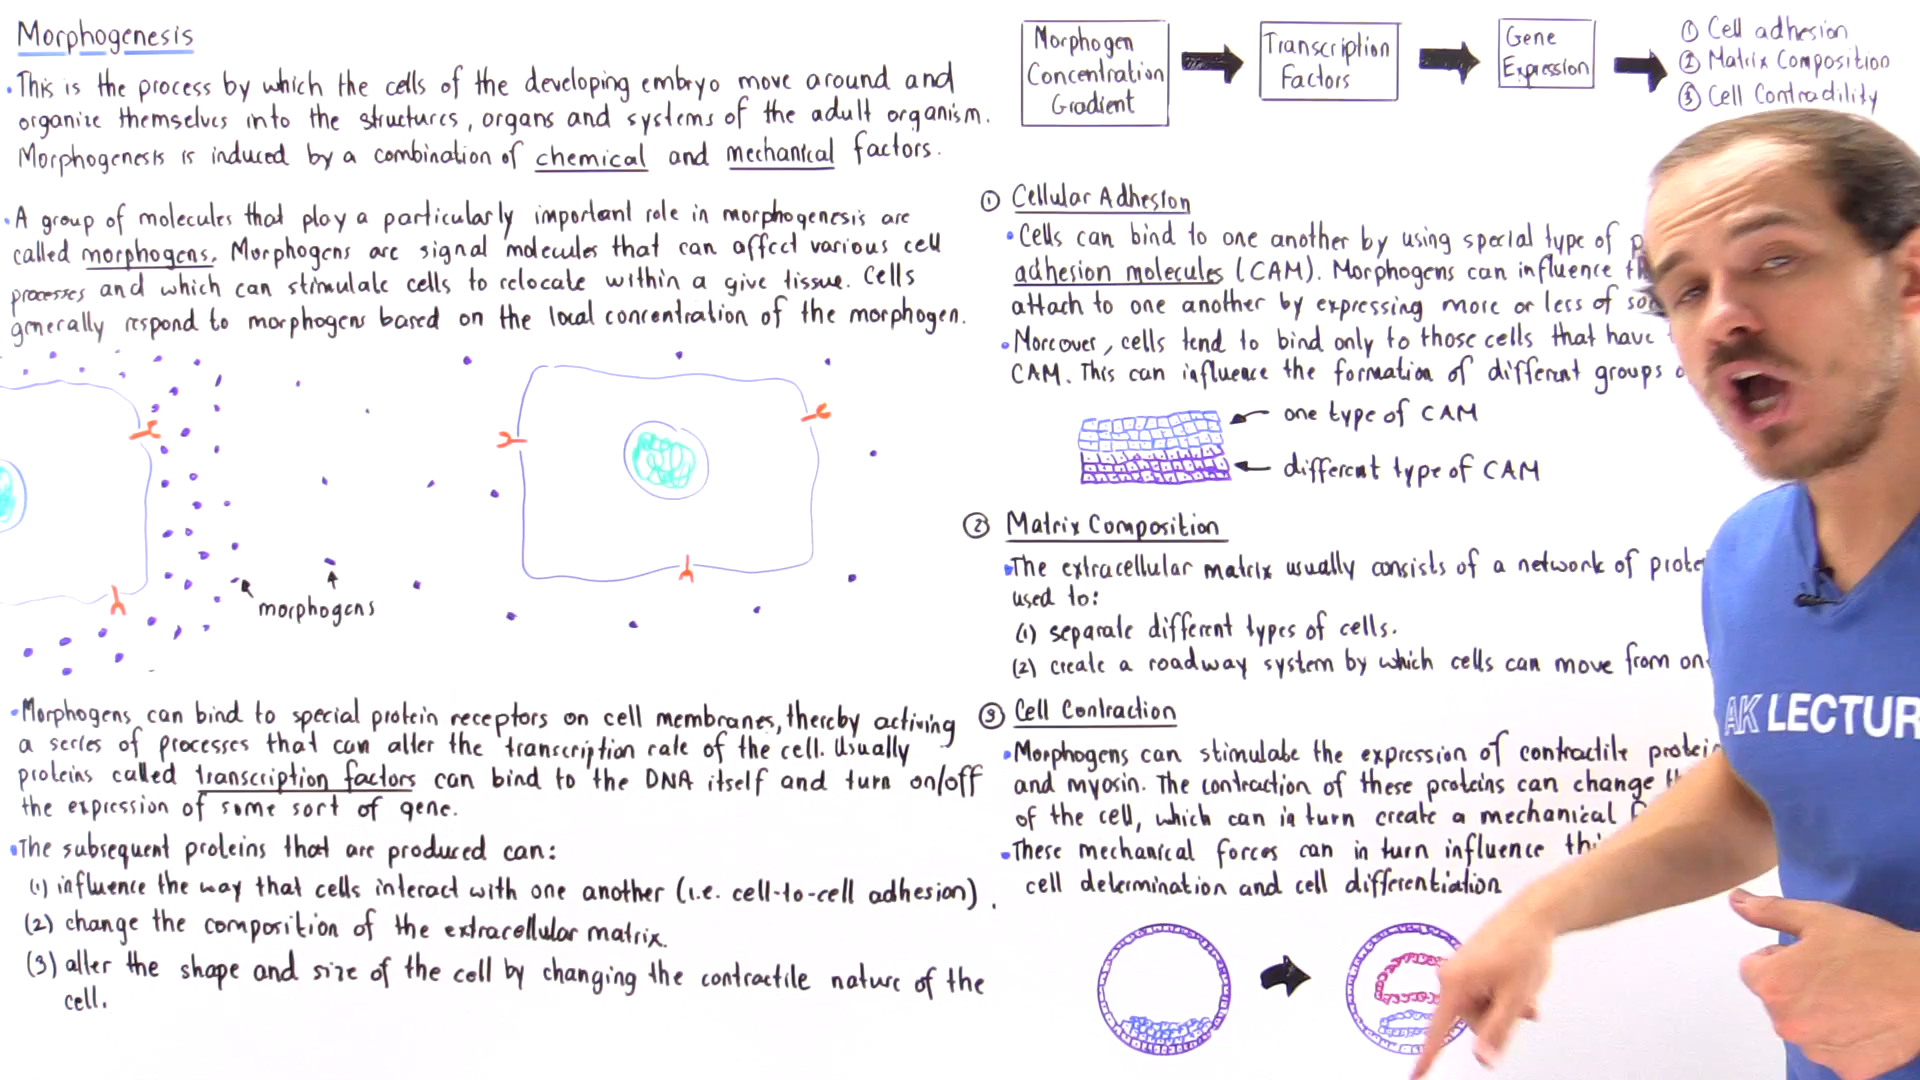 Morphogenesis
• This is the process by which the cells of the developing embryo move around and
organize themselves into the structures, organs and systems of the adult organism.
Morphogenesis is induced by a combination of chemical and mechanical factors.
• A group of molecules that play a particularly important role in morphogenesis are
called morphogens. Morphogens are signal molecules that can affect various cell
processes and which can stimulate cells to relocate within a give tissue. Cells
generally respond to morphogens based on the local concentration of the morphogen.
morphogens
• Morphogens can bind to special protein receptors on cell membranes, thereby activing
a series of processes that can alter the transcription rate of the cell. Usually
proteins called transcription factors can bind to the DNA itself and turn on/off
the expression of some sort of gene.
• The subsequent proteins that are produced can:
(1) influence the way that cells interact with one another (i.e. cell-to-cell adhesion).
(2) change the composition of the extracellular matrix.
(3) alter the shape and size of the cell by changing the contractile nature of the
cell.
Morphogen
Concentration
Gradient
Transcription
Factors
Gene
Expression
① Cell adhesion
② Matrix Composition
③ Cell Contractility
① Cellular Adhesion
• Cells can bind to one another by using special type of
adhesion molecules (CAM). Morphogens can influence
attach to one another by expressing more or less of
• Moreover, cells tend to bind only to those cells that have
CAM. This can influence the formation of different groups
one type of CAM
different type of CAM
② Matrix Composition
• The extracellular matrix usually consists of a network of
used to:
(1) separate different types of cells.
(2) create a roadway system by which cells can move from
③ Cell Contraction
• Morphogens can stimulate the expression of contractile
and myosin. The contraction of these proteins can change
of the cell, which can in turn create a mechanical
• These mechanical forces can in turn influence
cell determination and cell differentiation
AK LECTUR